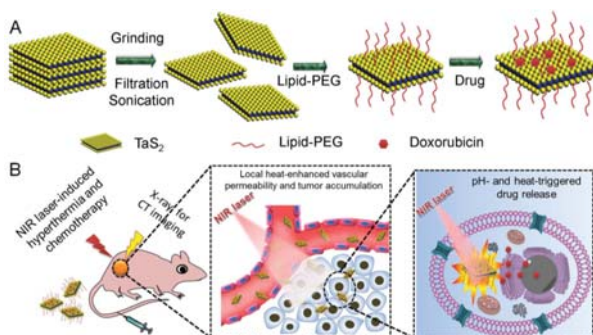 A
Grinding
Filtration
Sonication
Lipid-PEG
Drug
TaS₂
Lipid-PEG
Doxorubicin
B
NIR laser-induced
hyperthermia and
chemotherapy
X-ray for
CT imaging
Local heat-enhanced vascular
permeability and tumor accumulation
NIR laser
pH- and heat-triggered
drug release
NIR laser